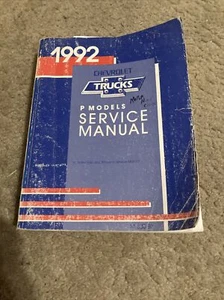 1992
CHEVROLET
TRUCKS
P MODELS
SERVICE
MANUAL